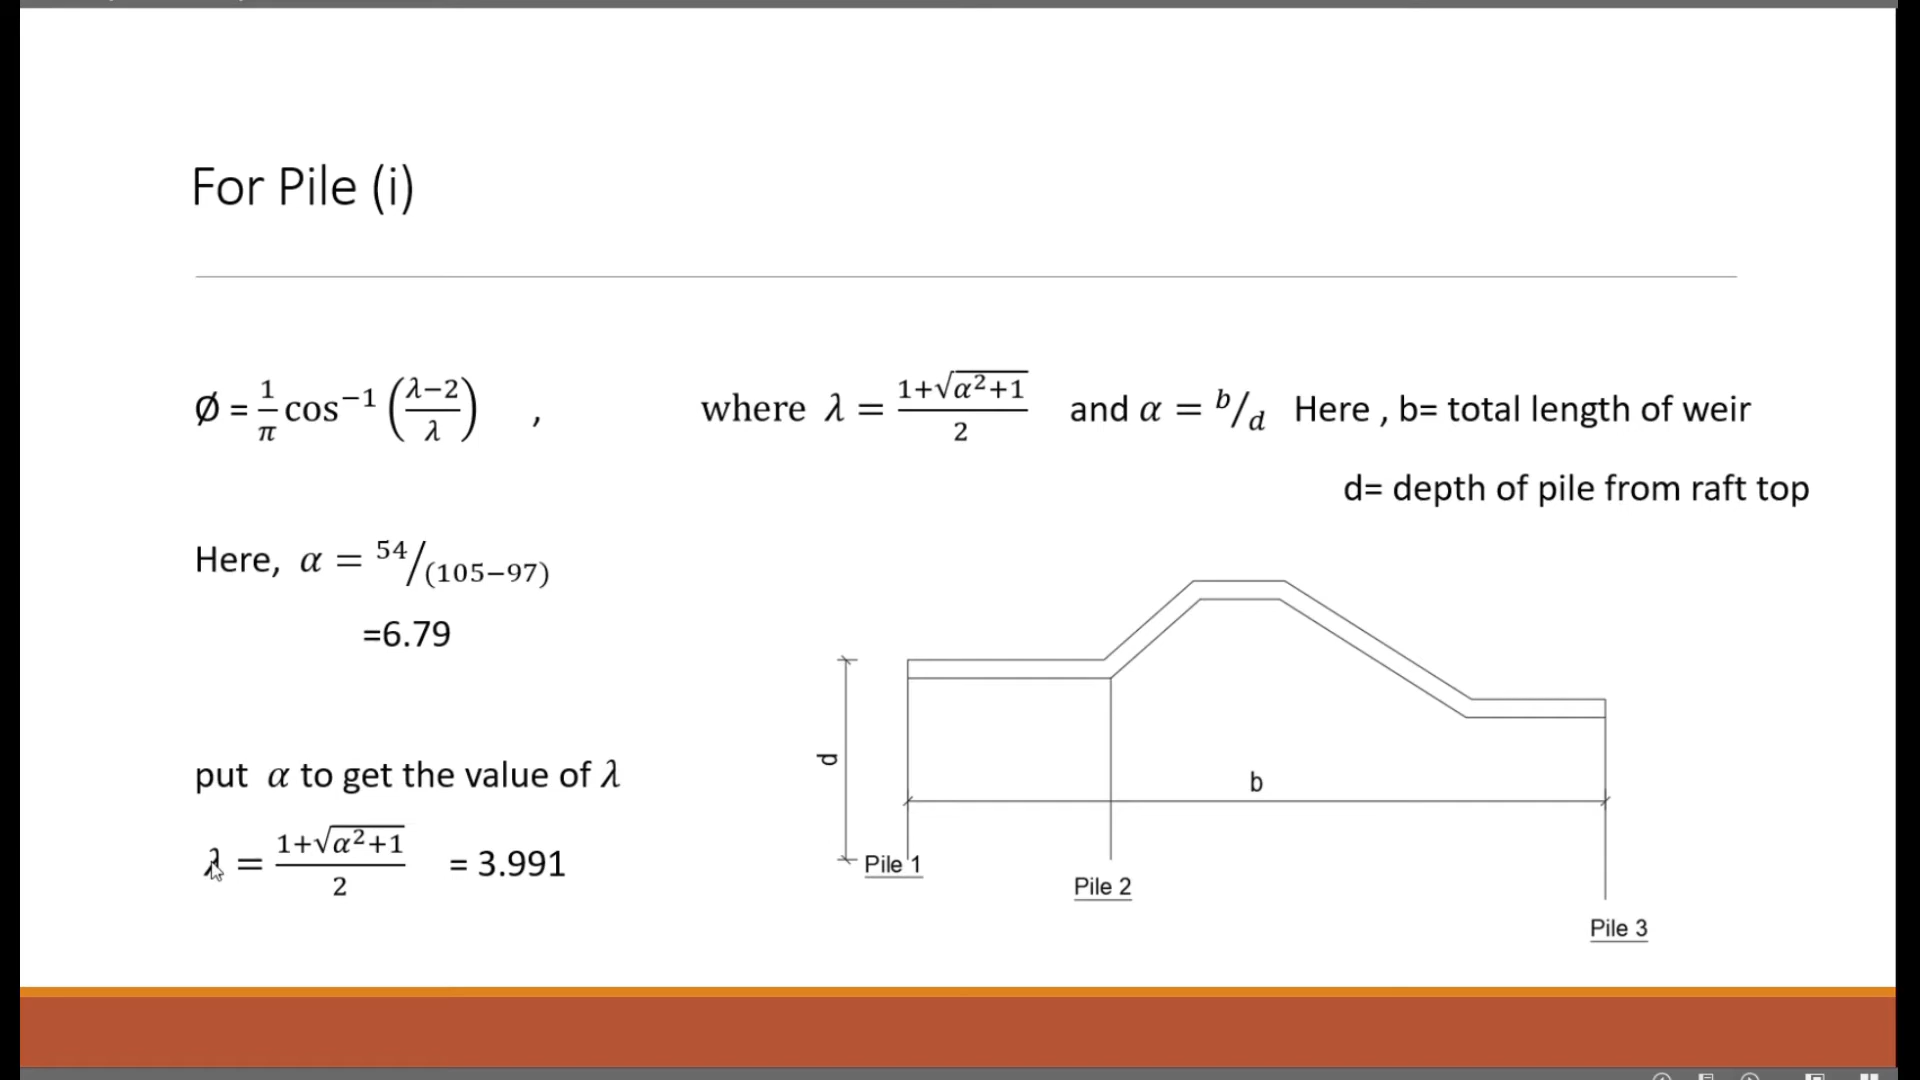 For Pile (i)
∅ = 1/π cos⁻¹ ((λ−2)/λ) , where λ = (1+√(α²+1))/2 and α = b/d Here , b= total length of weir
d= depth of pile from raft top
Here, α = 54/(105−97)
=6.79
put α to get the value of λ
λ = (1+√(α²+1))/2 = 3.991
d
b
Pile 1
Pile 2
Pile 3